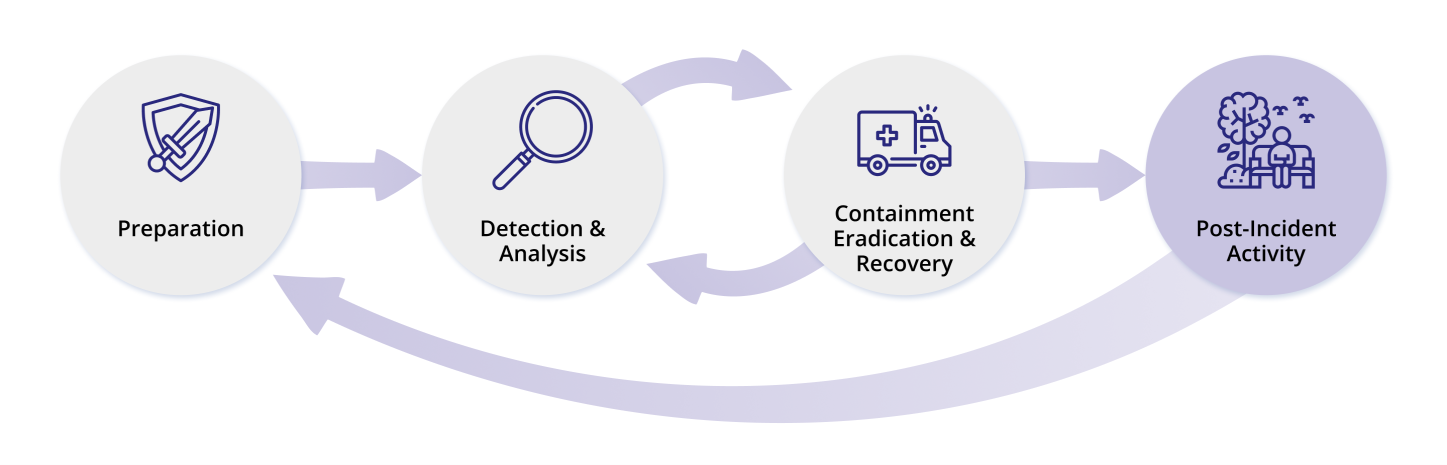 Preparation
Detection &
Analysis
Containment
Eradication &
Recovery
Post-Incident
Activity